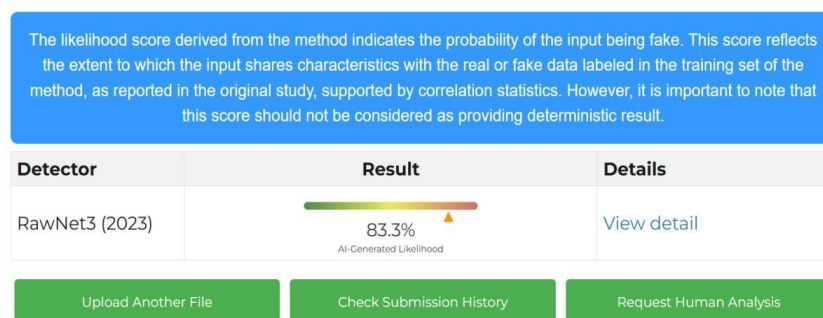 The likelihood score derived from the method indicates the probability of the input being fake. This score reflects
the extent to which the input shares characteristics with the real or fake data labeled in the training set of the
method, as reported in the original study, supported by correlation statistics. However, it is important to note that
this score should not be considered as providing deterministic result.
Detector Result Details
RawNet3 (2023) 83.3% View detail
AI-Generated Likelihood
Upload Another File Check Submission History Request Human Analysis